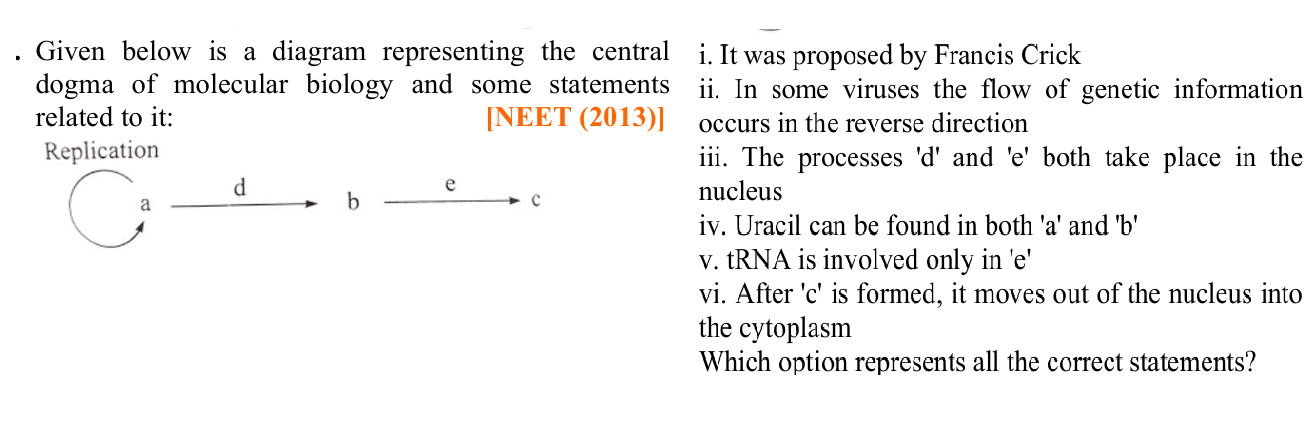 . Given below is a diagram representing the central
dogma of molecular biology and some statements
related to it: [NEET (2013)]
Replication
a d b e c
i. It was proposed by Francis Crick
ii. In some viruses the flow of genetic information
occurs in the reverse direction
iii. The processes 'd' and 'e' both take place in the
nucleus
iv. Uracil can be found in both 'a' and 'b'
v. tRNA is involved only in 'e'
vi. After 'c' is formed, it moves out of the nucleus into
the cytoplasm
Which option represents all the correct statements?